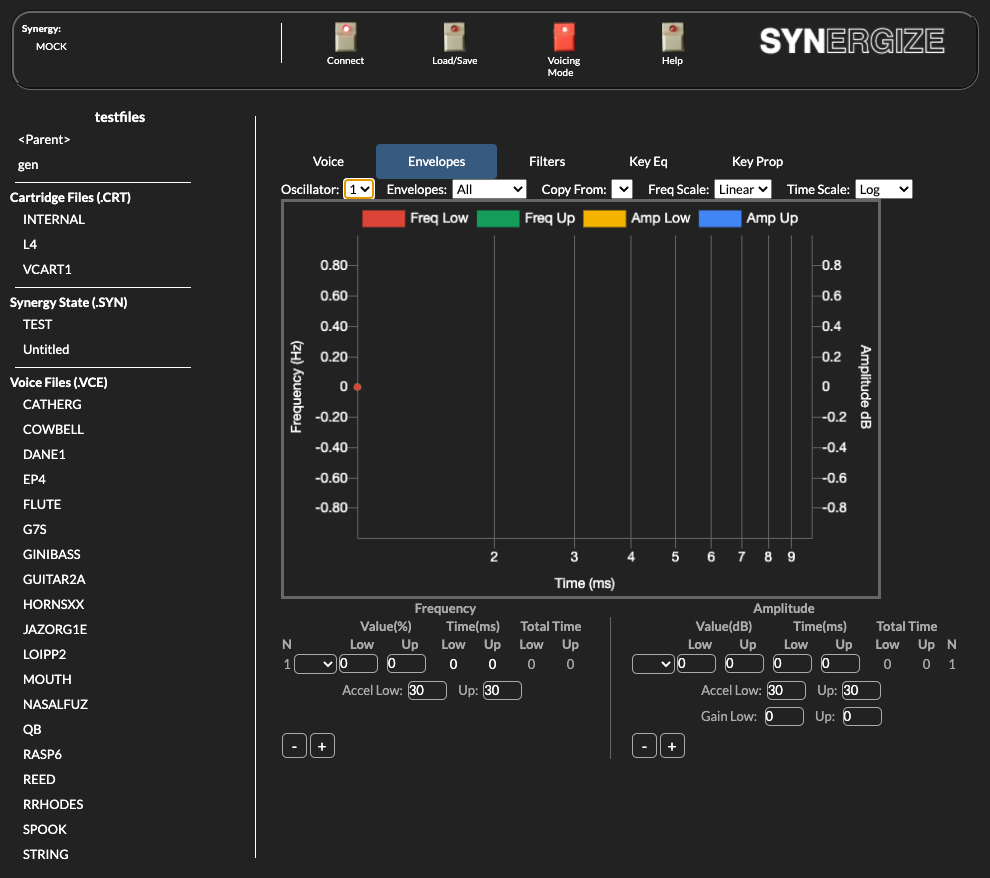 Synergy:
MOCK
Connect
Load/Save
Voicing
Mode
Help
SYNERGIZE
testfiles
<Parent>
gen
Cartridge Files (.CRT)
INTERNAL
L4
VCART1
Synergy State (.SYN)
TEST
Untitled
Voice Files (.VCE)
CATHERG
COWBELL
DANE1
EP4
FLUTE
G7S
GINIBASS
GUITAR2A
HORNSXX
JAZORG1E
LOIPP2
MOUTH
NASALFUZ
QB
RASP6
REED
RRHODES
SPOOK
STRING
Voice Envelopes Filters Key Eq Key Prop
Oscillator: 1 Envelopes: All Copy From: Freq Scale: Linear Time Scale: Log
Freq Low Freq Up Amp Low Amp Up
0.80 0.8
0.60 0.6
0.40 0.4
0.20 0.2
0 0
-0.20 -0.2
-0.40 -0.4
-0.60 -0.6
-0.80 -0.8
Frequency (Hz)
Amplitude dB
2 3 4 5 6 7 8 9
Time (ms)
Frequency Amplitude
Value(%) Time(ms) Total Time Value(dB) Time(ms) Total Time
N Low Up Low Up Low Up Low Up Low Up Low Up N
1 0 0 0 0 0 0 0 0 0 0 0 0 1
Accel Low: 30 Up: 30 Accel Low: 30 Up: 30
Gain Low: 0 Up: 0
- + - +